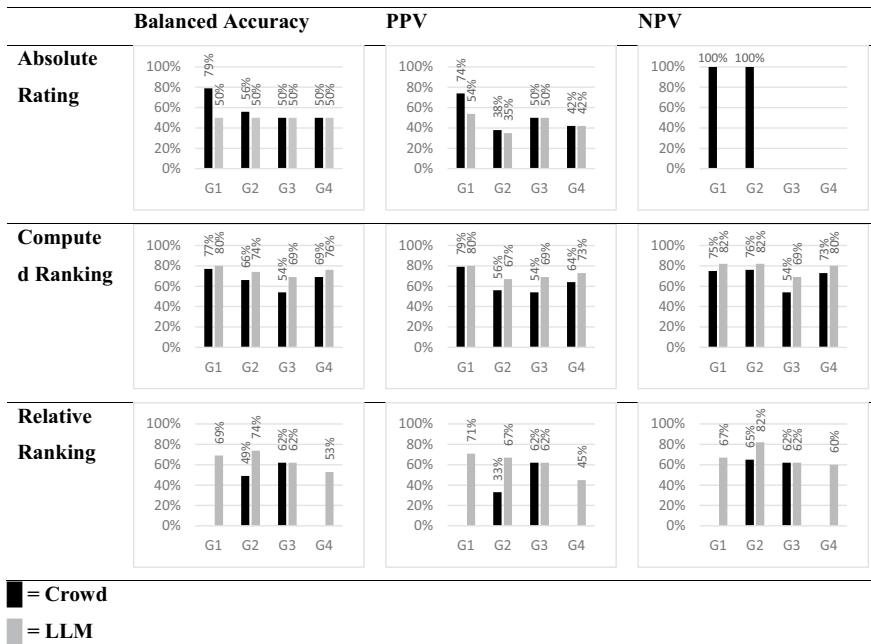 Balanced Accuracy PPV NPV
Absolute
Rating
100%
80%
60%
40%
20%
0%
79% 50% 56% 50% 50% 50% 50% 50%
G1 G2 G3 G4
100%
80%
60%
40%
20%
0%
74% 54% 38% 35% 50% 50% 42% 42%
G1 G2 G3 G4
100%
80%
60%
40%
20%
0%
100% 100%
G1 G2 G3 G4
Compute
d Ranking
100%
80%
60%
40%
20%
0%
77% 80% 66% 74% 54% 69% 69% 76%
G1 G2 G3 G4
100%
80%
60%
40%
20%
0%
79% 80% 56% 67% 54% 69% 64% 73%
G1 G2 G3 G4
100%
80%
60%
40%
20%
0%
75% 82% 76% 82% 54% 69% 73% 80%
G1 G2 G3 G4
Relative
Ranking
100%
80%
60%
40%
20%
0%
69% 49% 74% 62% 62% 53%
G1 G2 G3 G4
100%
80%
60%
40%
20%
0%
71% 33% 67% 62% 62% 45%
G1 G2 G3 G4
100%
80%
60%
40%
20%
0%
67% 65% 82% 62% 62% 60%
G1 G2 G3 G4
= Crowd
= LLM